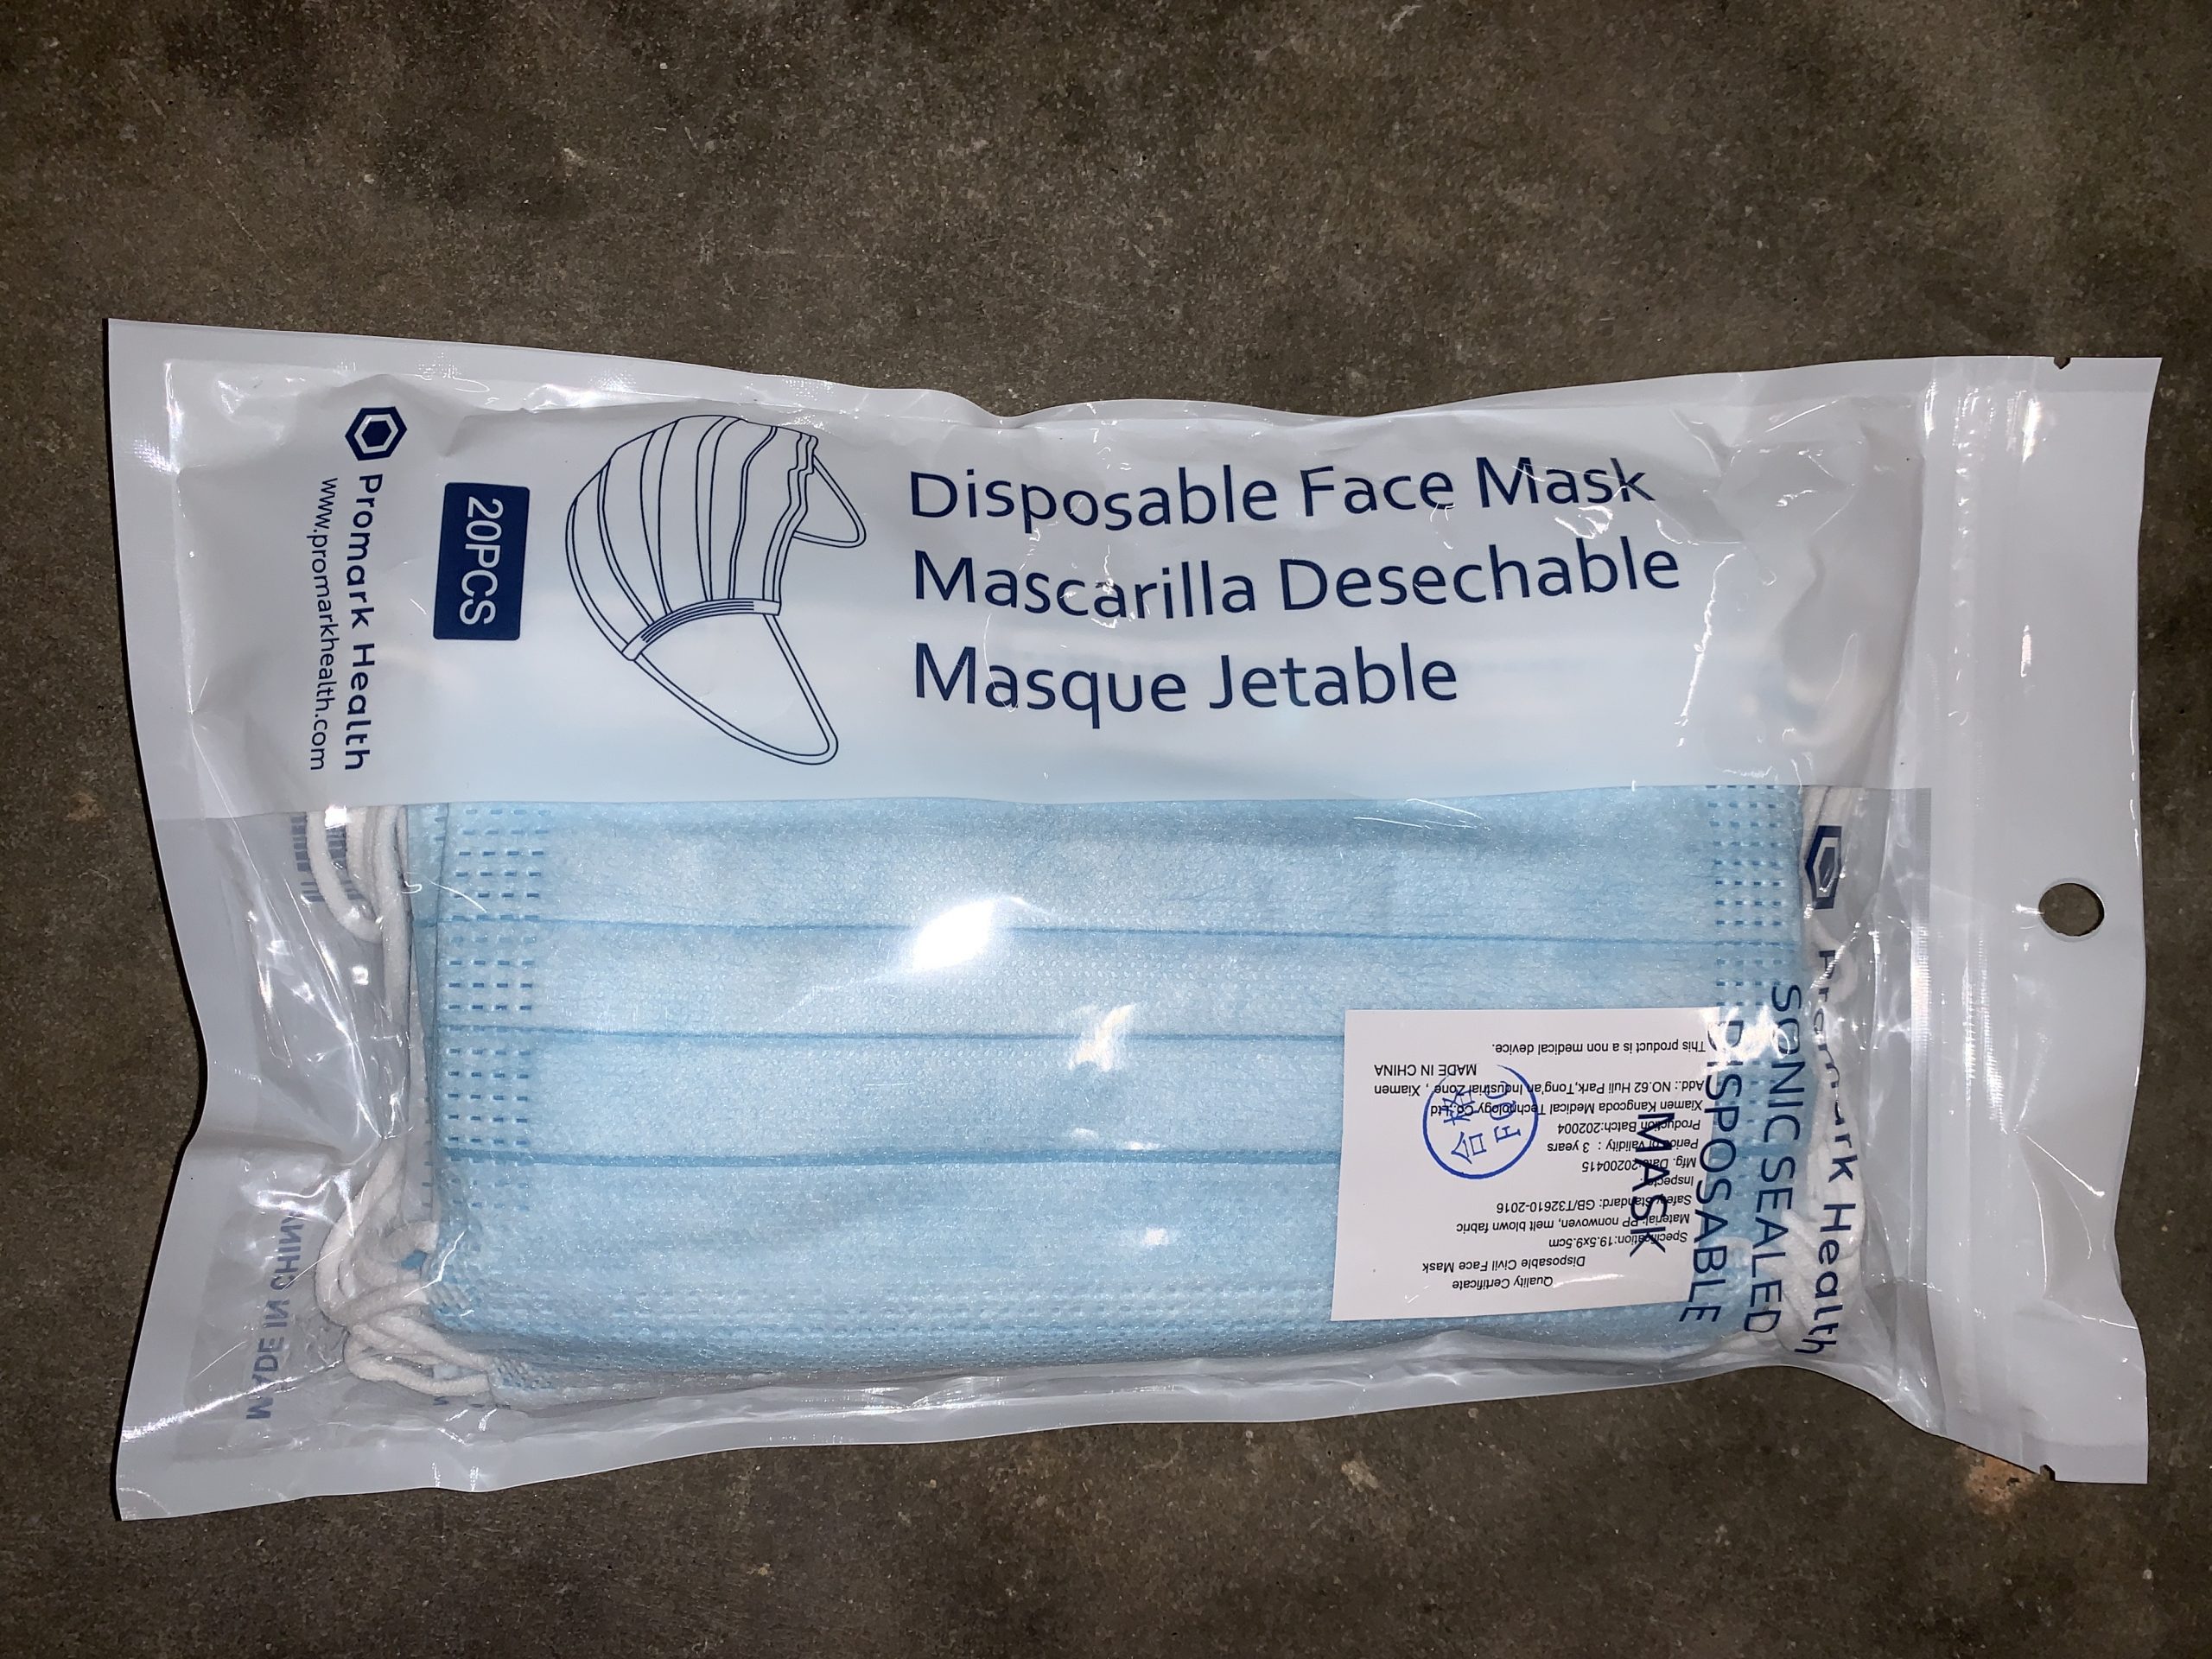 Disposable Face Mask
Mascarilla Desechable
Masque Jetable
20PCS
Promark Health
www.promarkhealth.com
Promark Health
SONIC SEALED
DISPOSABLE
MASK
Quality Certificate
Disposable Civil Face Mask
Specification:19.5x9.5cm
Material: PP nonwoven, melt blown fabric
Safety Standard: GB/T32610-2016
Inspector:
Mfg. Date:20200415
Period of Validity : 3 years
Production Batch:202004
Xiamen Kangcoda Medical Technology Co.,Ltd
Add.: NO.62 Huli Park,Tong'an Industrial Zone , Xiamen
MADE IN CHINA
This product is a non medical device.
合格
FQC
MADE IN CHINA